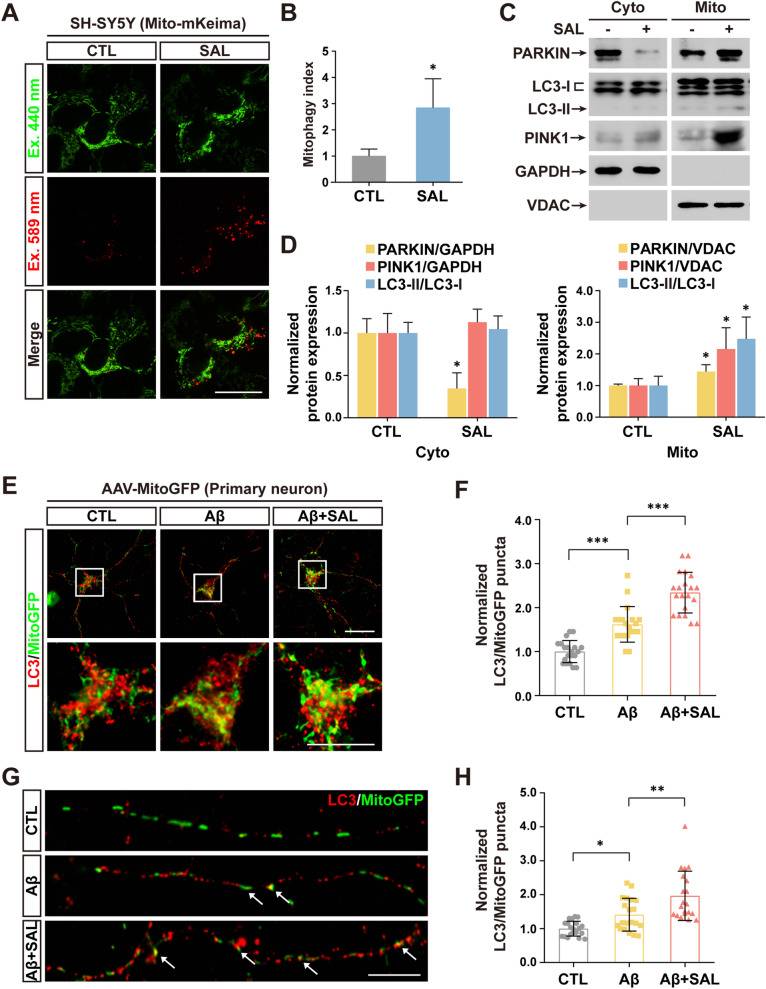 A
SH-SY5Y (Mito-mKeima)
CTL
SAL
Ex. 440 nm
Ex. 589 nm
Merge
B
Mitophagy index
5
4
3
2
1
0
*
CTL
SAL
C
Cyto
Mito
SAL
-
+
-
+
PARKIN
LC3-I
LC3-II
PINK1
GAPDH
VDAC
D
PARKIN/GAPDH
PINK1/GAPDH
LC3-II/LC3-I
Normalized
protein expression
1.5
1.0
0.5
0.0
*
CTL
SAL
Cyto
PARKIN/VDAC
PINK1/VDAC
LC3-II/LC3-I
Normalized
protein expression
4.0
3.0
2.0
1.0
0.0
*
*
*
CTL
SAL
Mito
E
AAV-MitoGFP (Primary neuron)
CTL
Aβ
Aβ+SAL
LC3/MitoGFP
F
Normalized
LC3/MitoGFP puncta
4.0
3.0
2.0
1.0
0.0
***
***
CTL
Aβ
Aβ+SAL
G
LC3/MitoGFP
CTL
Aβ
Aβ+SAL
H
Normalized
LC3/MitoGFP puncta
5.0
4.0
3.0
2.0
1.0
0.0
*
**
CTL
Aβ
Aβ+SAL